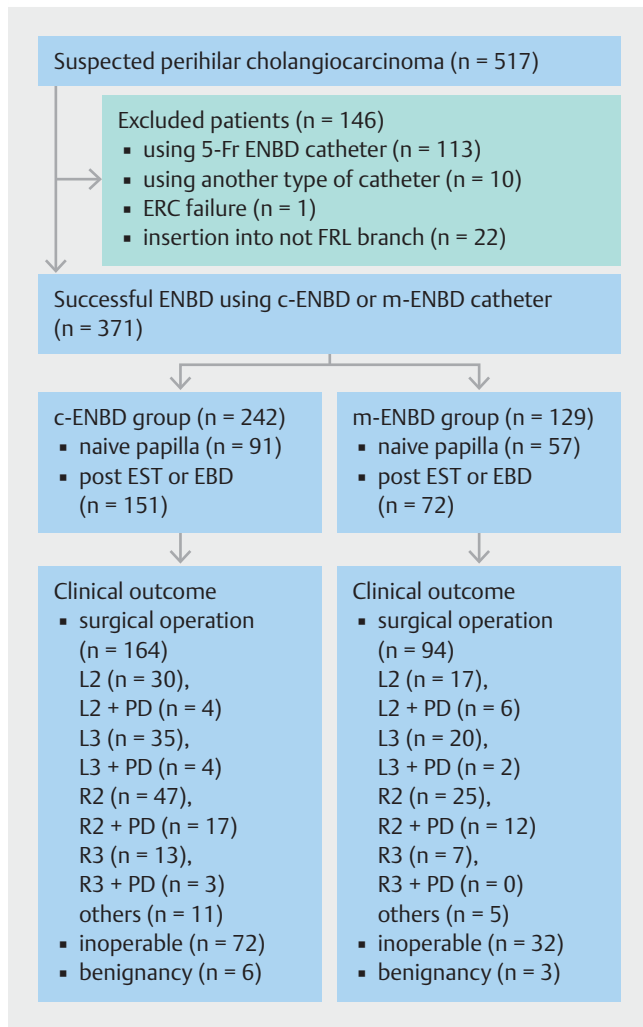 Suspected perihilar cholangiocarcinoma (n = 517)
Excluded patients (n = 146)
▪ using 5-Fr ENBD catheter (n = 113)
▪ using another type of catheter (n = 10)
▪ ERC failure (n = 1)
▪ insertion into not FRL branch (n = 22)
Successful ENBD using c-ENBD or m-ENBD catheter
(n = 371)
c-ENBD group (n = 242)
▪ naive papilla (n = 91)
▪ post EST or EBD
(n = 151)
m-ENBD group (n = 129)
▪ naive papilla (n = 57)
▪ post EST or EBD
(n = 72)
Clinical outcome
▪ surgical operation
(n = 164)
L2 (n = 30),
L2 + PD (n = 4)
L3 (n = 35),
L3 + PD (n = 4)
R2 (n = 47),
R2 + PD (n = 17)
R3 (n = 13),
R3 + PD (n = 3)
others (n = 11)
▪ inoperable (n = 72)
▪ benignancy (n = 6)
Clinical outcome
▪ surgical operation
(n = 94)
L2 (n = 17),
L2 + PD (n = 6)
L3 (n = 20),
L3 + PD (n = 2)
R2 (n = 25),
R2 + PD (n = 12)
R3 (n = 7),
R3 + PD (n = 0)
others (n = 5)
▪ inoperable (n = 32)
▪ benignancy (n = 3)